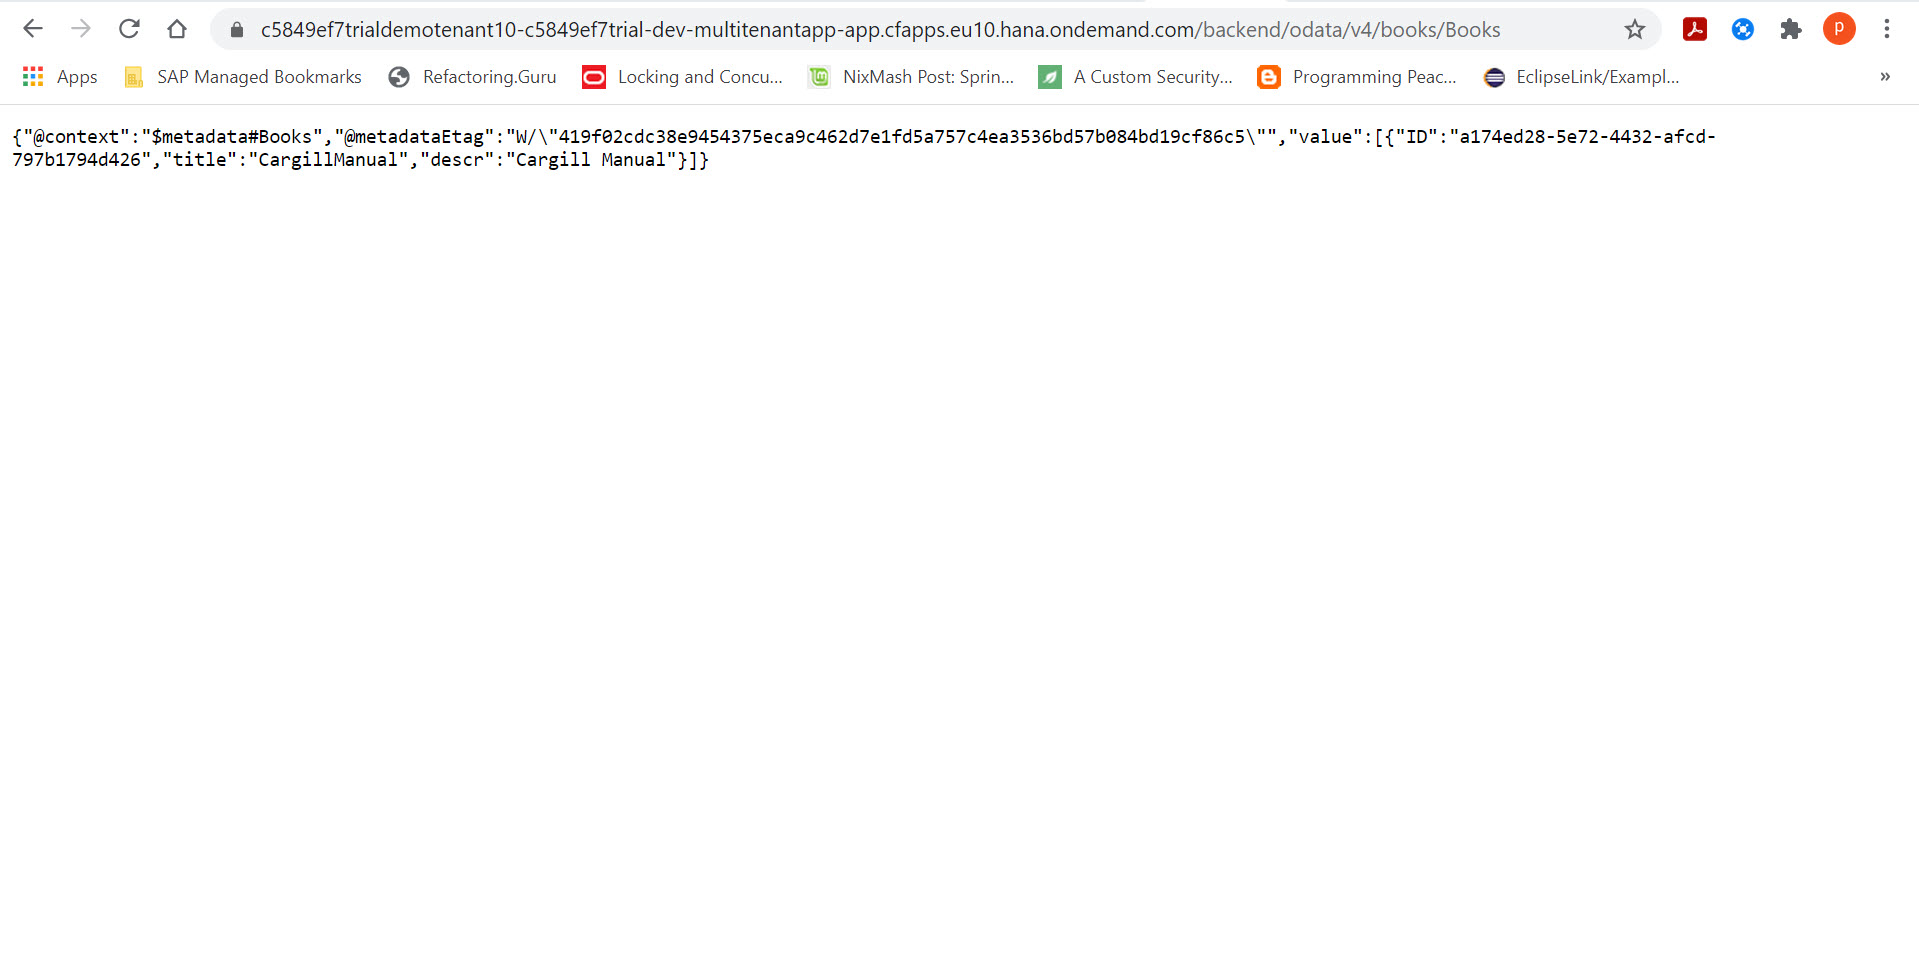 c5849ef7trialdemotenant10-c5849ef7trial-dev-multitenantapp-app.cfapps.eu10.hana.ondemand.com/backend/odata/v4/books/Books
p
Apps SAP Managed Bookmarks Refactoring.Guru Locking and Concu... NixMash Post: Sprin... A Custom Security... Programming Peac... EclipseLink/Exampl... »
{"@context":"$metadata#Books","@metadataEtag":"W/\"419f02cdc38e9454375eca9c462d7e1fd5a757c4ea3536bd57b084bd19cf86c5\"","value":[{"ID":"a174ed28-5e72-4432-afcd-
797b1794d426","title":"CargillManual","descr":"Cargill Manual"}]}